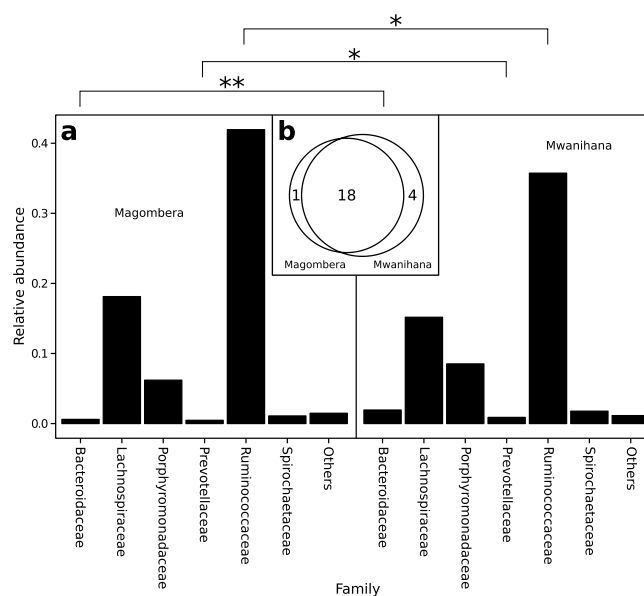 *
*
**
a
b
Magombera
Mwanihana
1
18
4
Magombera
Mwanihana
Relative abundance
0.4
0.3
0.2
0.1
0.0
Bacteroidaceae
Lachnospiraceae
Porphyromonadaceae
Prevotellaceae
Ruminococcaceae
Spirochaetaceae
Others
Bacteroidaceae
Lachnospiraceae
Porphyromonadaceae
Prevotellaceae
Ruminococcaceae
Spirochaetaceae
Others
Family